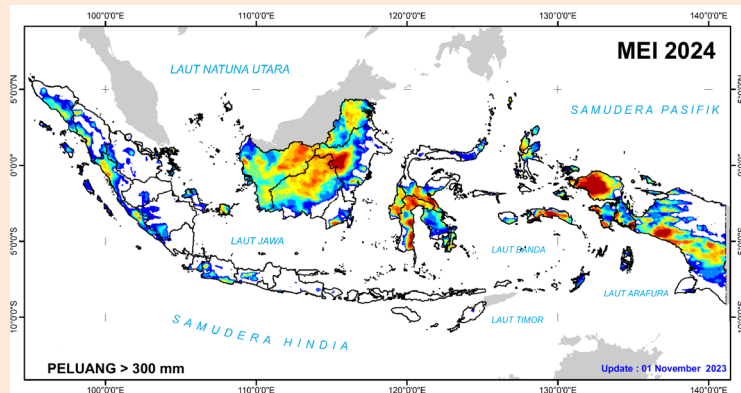 100°0'0"E 110°0'0"E 120°0'0"E 130°0'0"E 140°0'0"E
MEI 2024
LAUT NATUNA UTARA
5°0'0"N
SAMUDERA PASIFIK
0°0'0"
LAUT JAWA
LAUT BANDA
5°0'0"S
LAUT ARAFURA
10°0'0"S
SAMUDERA HINDIA
LAUT TIMOR
PELUANG > 300 mm
Update : 01 November 2023
100°0'0"E 110°0'0"E 120°0'0"E 130°0'0"E 140°0'0"E